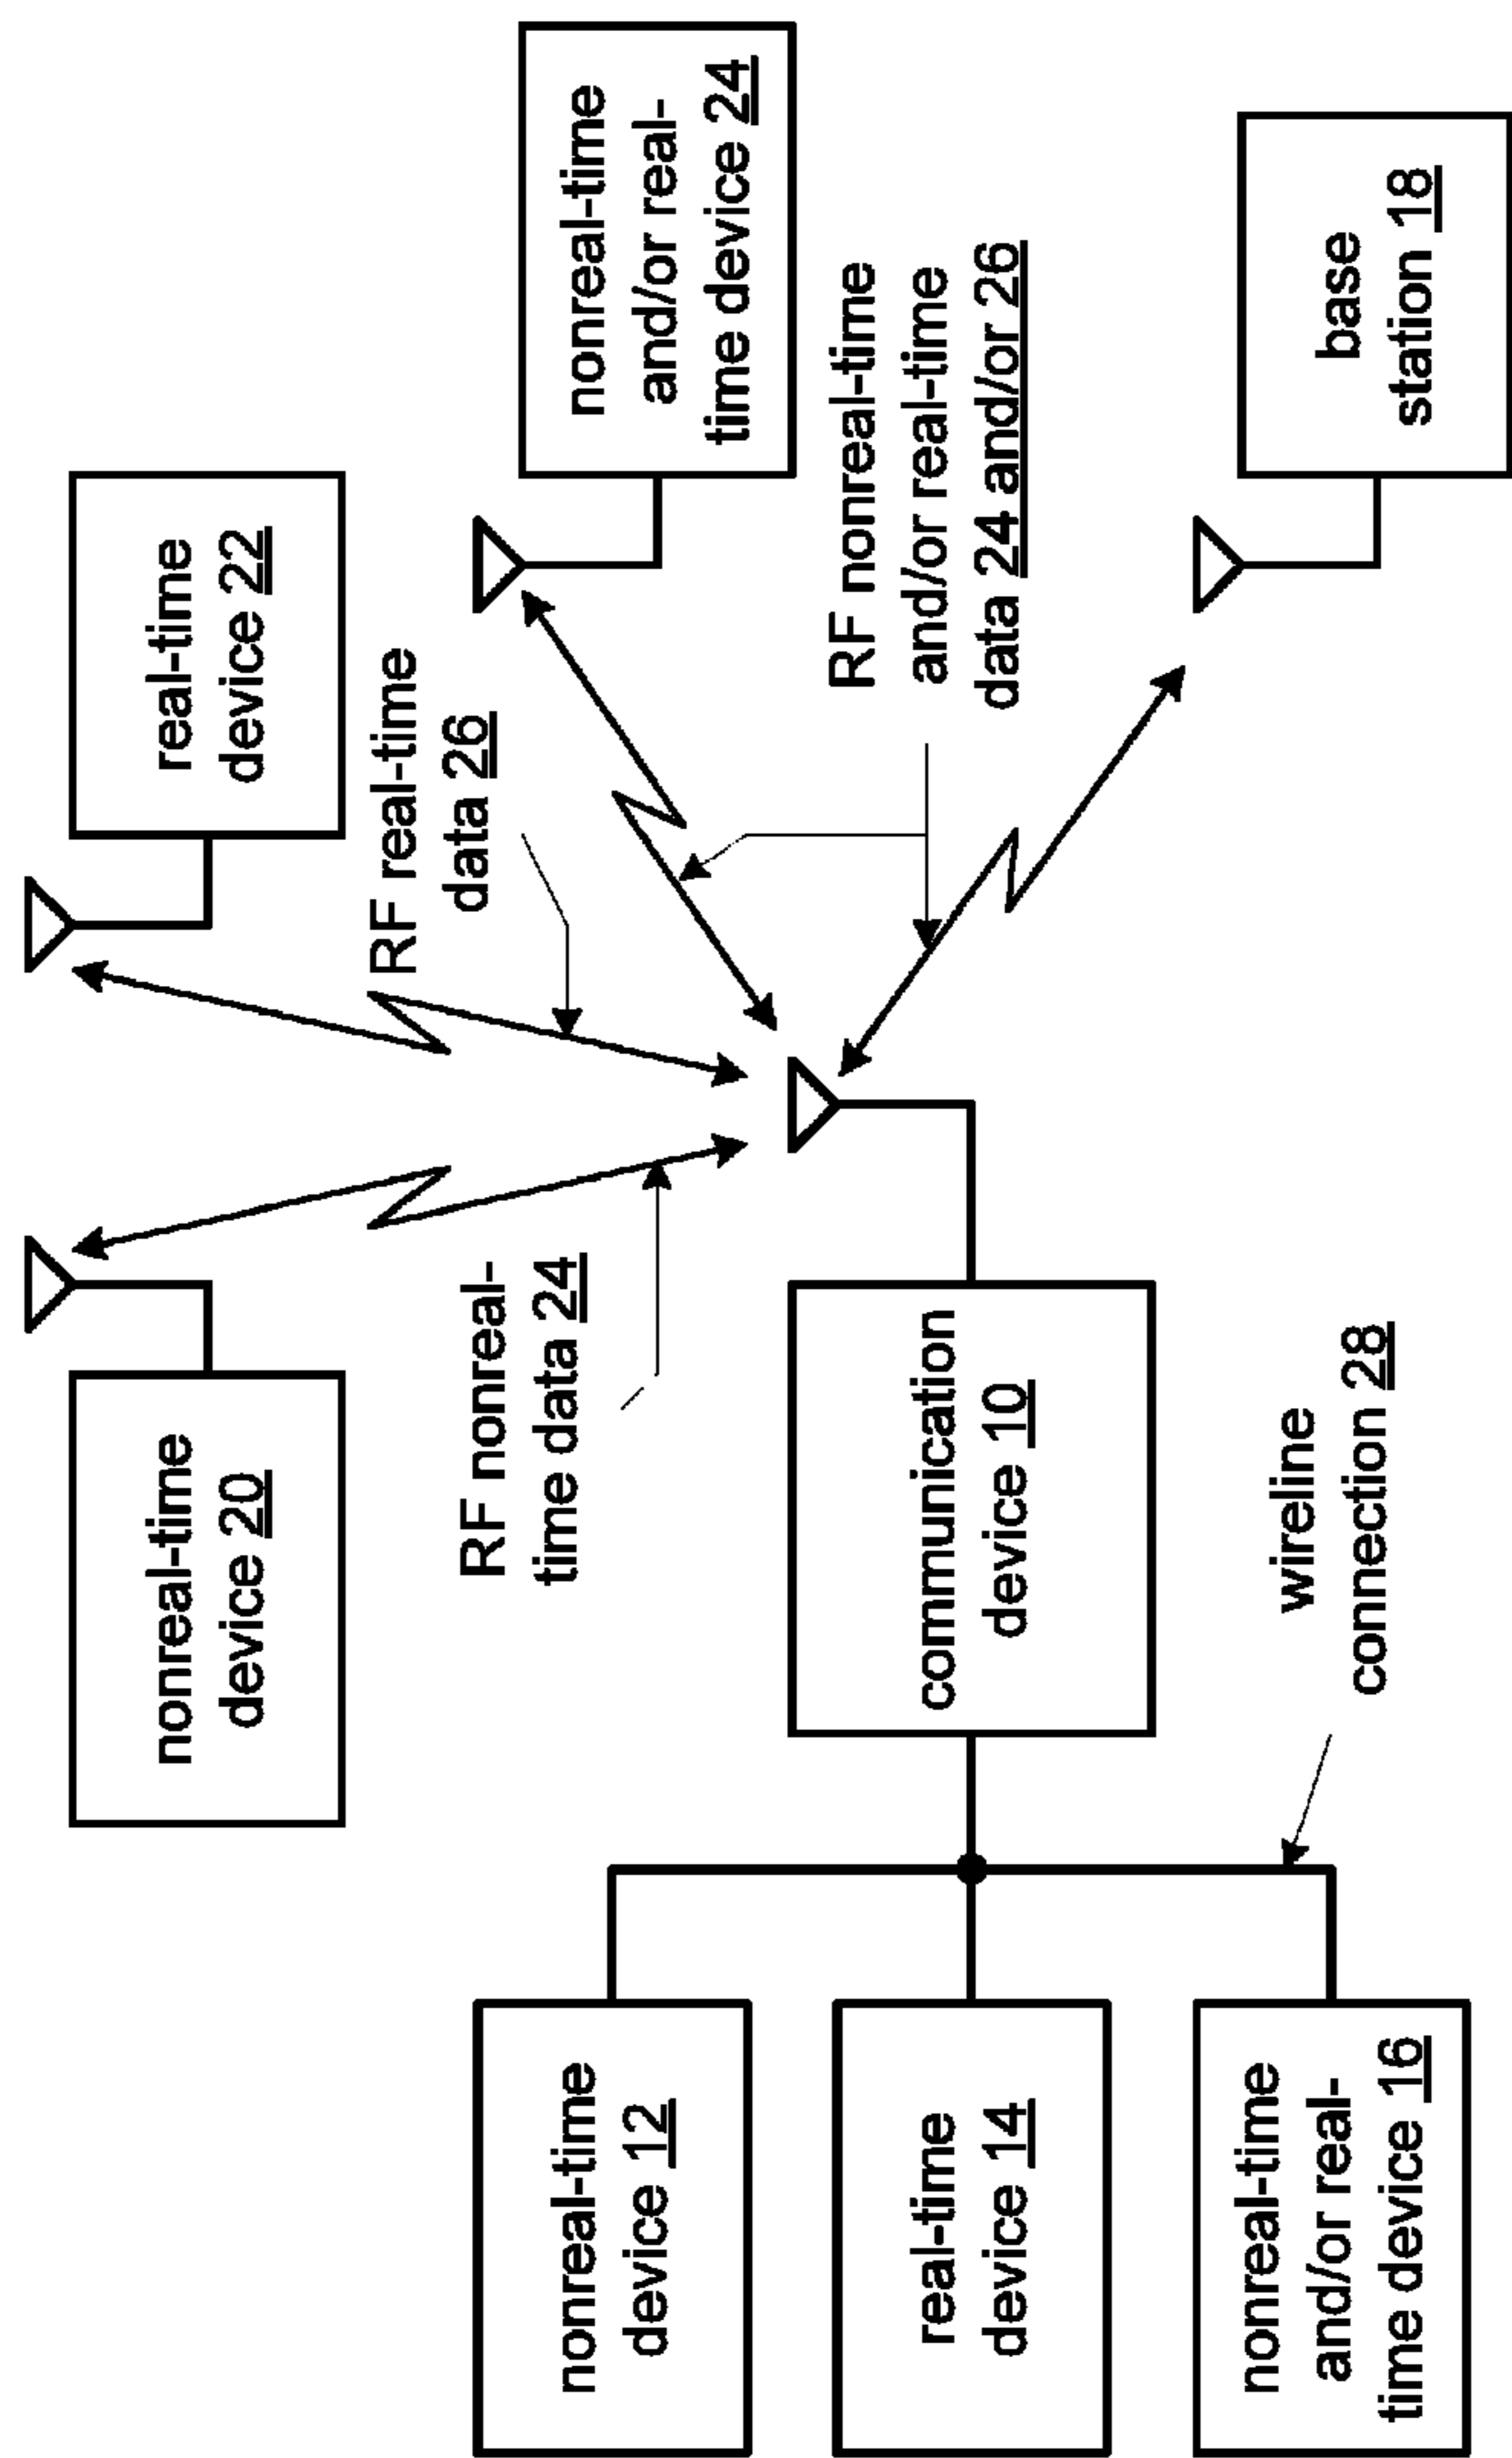 nonreal-time
device 20
real-time
device 22
RF real-time
data 26
RF nonreal-
time data 24
nonreal-time
and/or real-
time device 24
nonreal-time
device 12
real-time
device 14
nonreal-time
and/or real-
time device 16
communication
device 10
RF nonreal-time
and/or real-time
data 24 and/or 26
wireline
connection 28
base
station 18